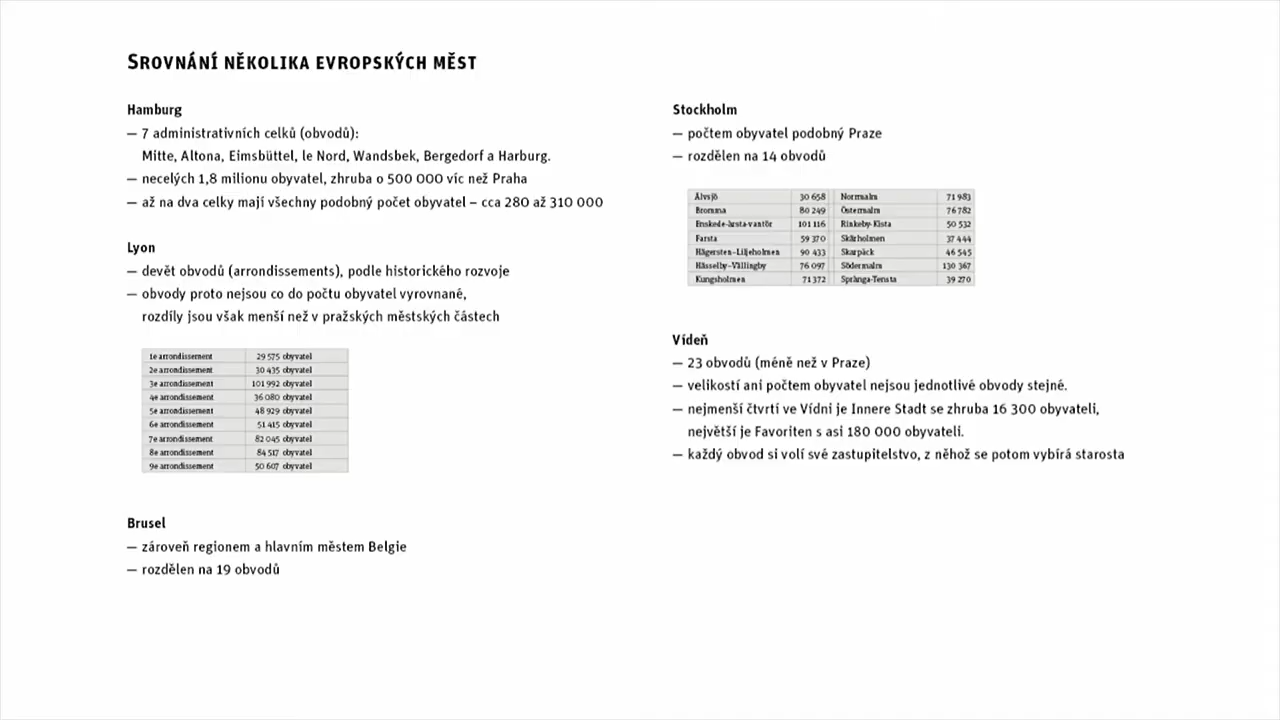 SROVNÁNÍ NĚKOLIKA EVROPSKÝCH MĚST
Hamburg
— 7 administrativních celků (obvodů):
Mitte, Altona, Eimsbüttel, le Nord, Wandsbek, Bergedorf a Harburg.
— necelých 1,8 milionu obyvatel, zhruba o 500 000 víc než Praha
— až na dva celky mají všechny podobný počet obyvatel – cca 280 až 310 000
Lyon
— devět obvodů (arrondissements), podle historického rozvoje
— obvody proto nejsou co do počtu obyvatel vyrovnané,
rozdíly jsou však menší než v pražských městských částech
1e arrondissement 29 575 obyvatel
2e arrondissement 30 435 obyvatel
3e arrondissement 101 992 obyvatel
4e arrondissement 36 080 obyvatel
5e arrondissement 48 929 obyvatel
6e arrondissement 51 415 obyvatel
7e arrondissement 82 045 obyvatel
8e arrondissement 84 517 obyvatel
9e arrondissement 50 607 obyvatel
Brusel
— zároveň regionem a hlavním městem Belgie
— rozdělen na 19 obvodů
Stockholm
— počtem obyvatel podobný Praze
— rozdělen na 14 obvodů
Älvsjö 30 658 Norrmalm 71 983
Bromma 80 249 Östermalm 76 782
Enskede-årsta-vantör 101 116 Rinkeby-Kista 50 532
Farsta 59 370 Skärholmen 37 444
Hägersten-Liljeholmen 90 433 Skarpäck 46 545
Hässelby-Vällingby 76 097 Södermalm 130 367
Kungsholmen 71 372 Spånga-Tensta 39 270
Vídeň
— 23 obvodů (méně než v Praze)
— velikostí ani počtem obyvatel nejsou jednotlivé obvody stejné.
— nejmenší čtvrtí ve Vídni je Innere Stadt se zhruba 16 300 obyvateli,
největší je Favoriten s asi 180 000 obyvateli.
— každý obvod si volí své zastupitelstvo, z něhož se potom vybírá starosta